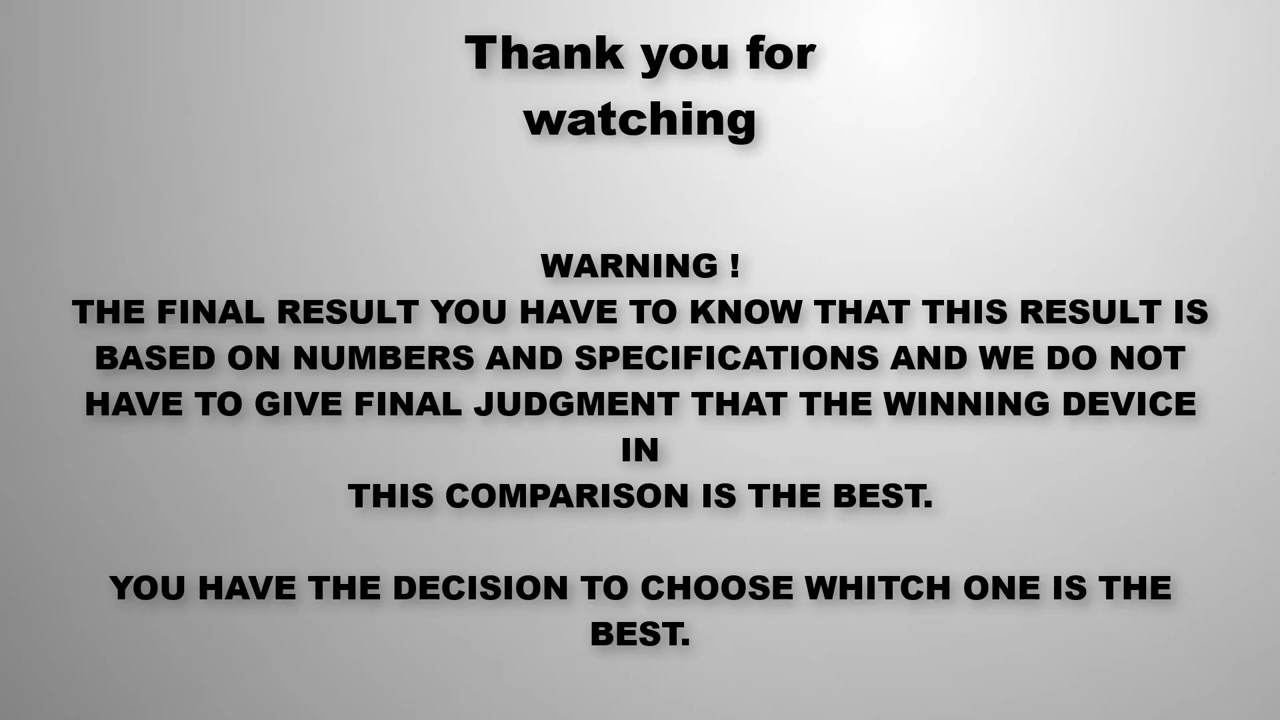 Thank you for
watching
WARNING !
THE FINAL RESULT YOU HAVE TO KNOW THAT THIS RESULT IS
BASED ON NUMBERS AND SPECIFICATIONS AND WE DO NOT
HAVE TO GIVE FINAL JUDGMENT THAT THE WINNING DEVICE
IN
THIS COMPARISON IS THE BEST.
YOU HAVE THE DECISION TO CHOOSE WHITCH ONE IS THE
BEST.